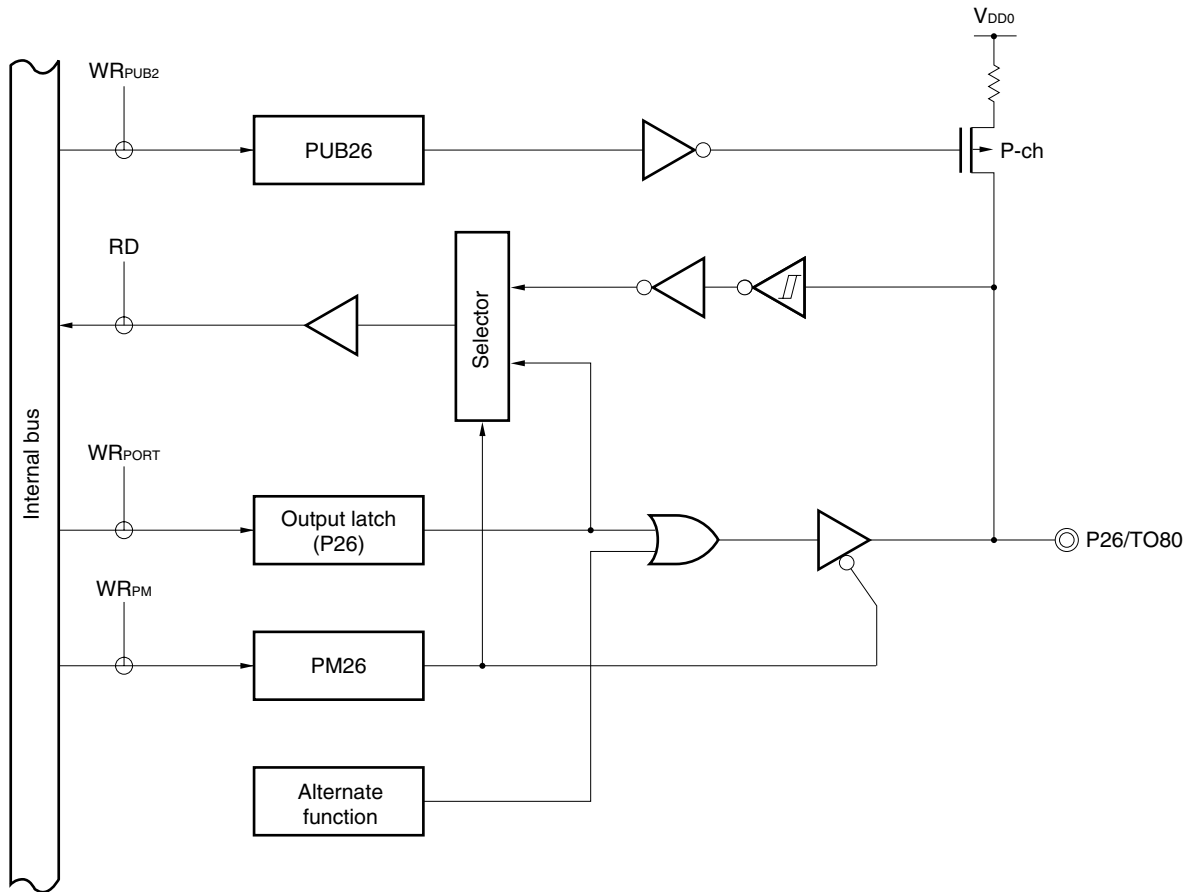 VDD0
WRPUB2
PUB26
P-ch
RD
Selector
Internal bus
WRPORT
Output latch
(P26)
P26/TO80
WRPM
PM26
Alternate
function